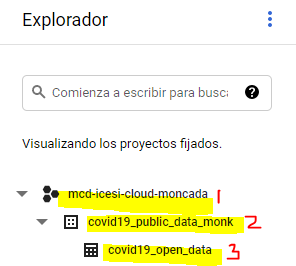 Explorador
Comienza a escribir para busca
Visualizando los proyectos fijados.
mcd-icesi-cloud-moncada 1
covid19_public_data_monk 2
covid19_open_data 3